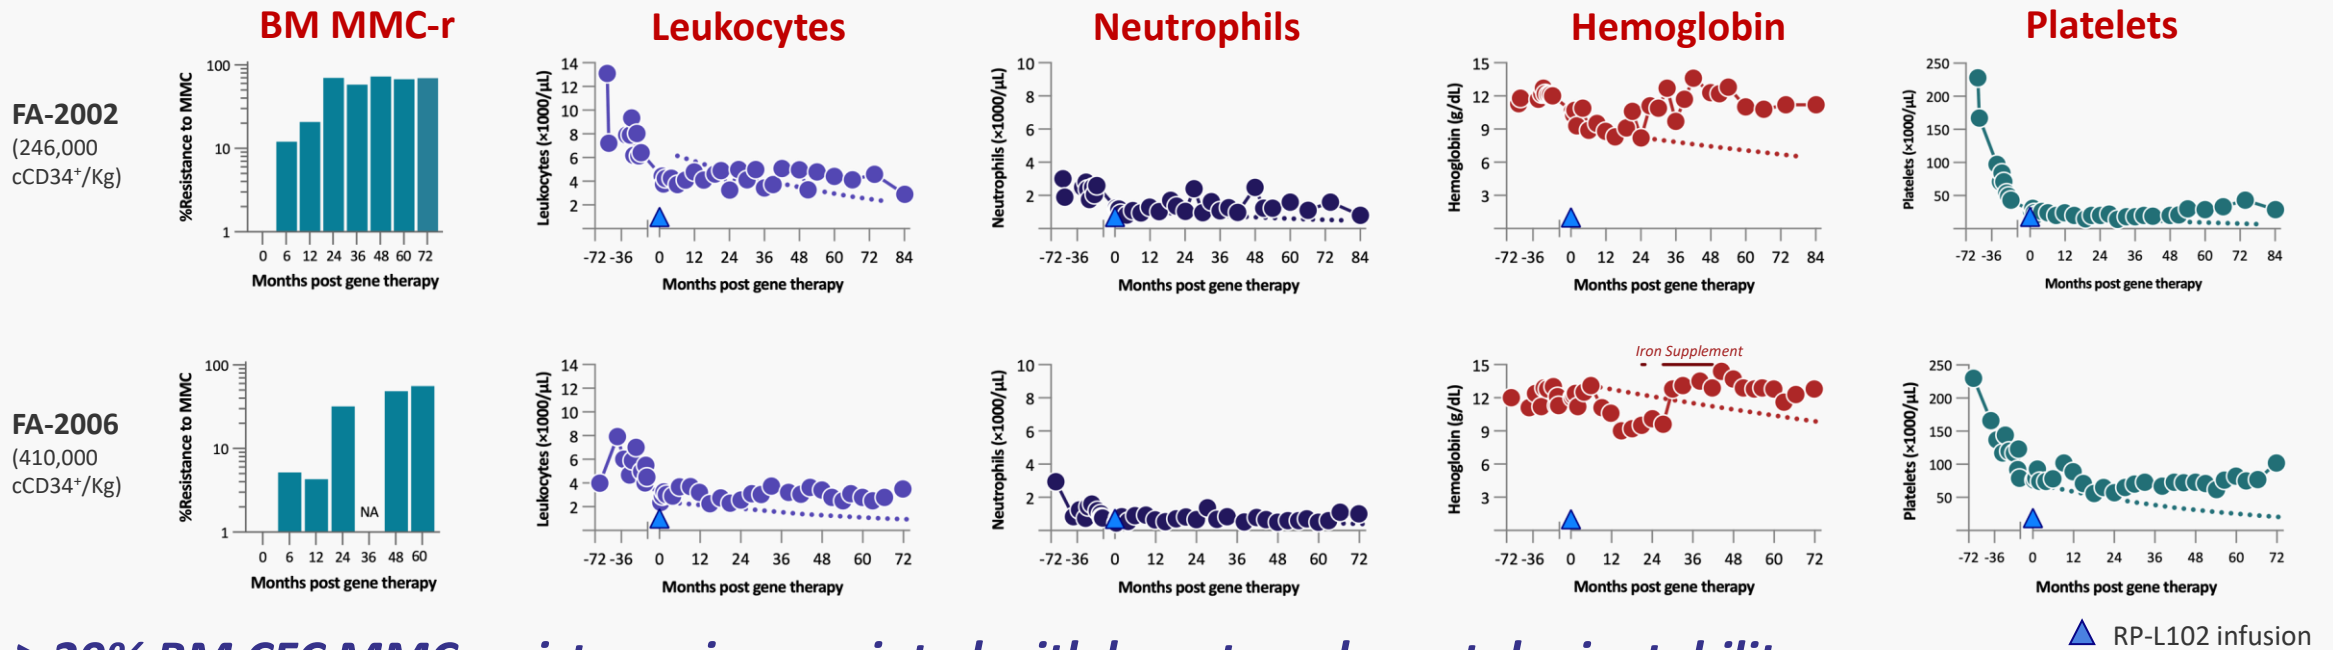 BM MMC-r Leukocytes Neutrophils Hemoglobin Platelets
FA-2002
(246,000
cCD34+/Kg)
%Resistance to MMC
100
10
1
0 6 12 24 36 48 60 72
Months post gene therapy
Leukocytes (×1000/µL)
14
12
10
8
6
4
2
-72 -36 0 12 24 36 48 60 72 84
Months post gene therapy
Neutrophils (×1000/µL)
10
8
6
4
2
-72 -36 0 12 24 36 48 60 72 84
Months post gene therapy
Hemoglobin (g/dL)
15
12
9
6
3
-72 -36 0 12 24 36 48 60 72 84
Months post gene therapy
Platelets (×1000/µL)
250
200
150
100
50
-72 -36 0 12 24 36 48 60 72 84
Months post gene therapy
FA-2006
(410,000
cCD34+/Kg)
%Resistance to MMC
100
10
1
NA
0 6 12 24 36 48 60
Months post gene therapy
Leukocytes (×1000/µL)
14
12
10
8
6
4
2
-72 -36 0 12 24 36 48 60 72
Months post gene therapy
Neutrophils (×1000/µL)
10
8
6
4
2
-72 -36 0 12 24 36 48 60 72
Months post gene therapy
Iron Supplement
Hemoglobin (g/dL)
15
12
9
6
3
-72 -36 0 12 24 36 48 60 72
Months post gene therapy
Platelets (×1000/µL)
250
200
150
100
50
-72 -36 0 12 24 36 48 60 72
Months post gene therapy
RP-L102 infusion